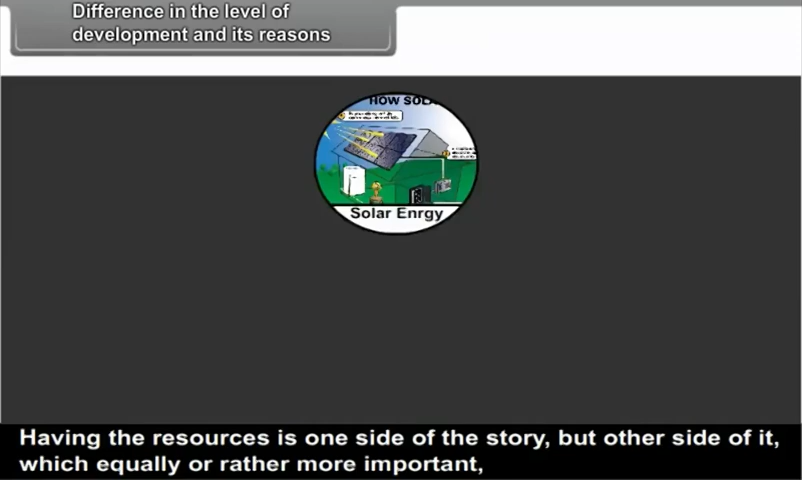 Difference in the level of
development and its reasons
HOW SOLA
Solar Enrgy
Having the resources is one side of the story, but other side of it,
which equally or rather more important,